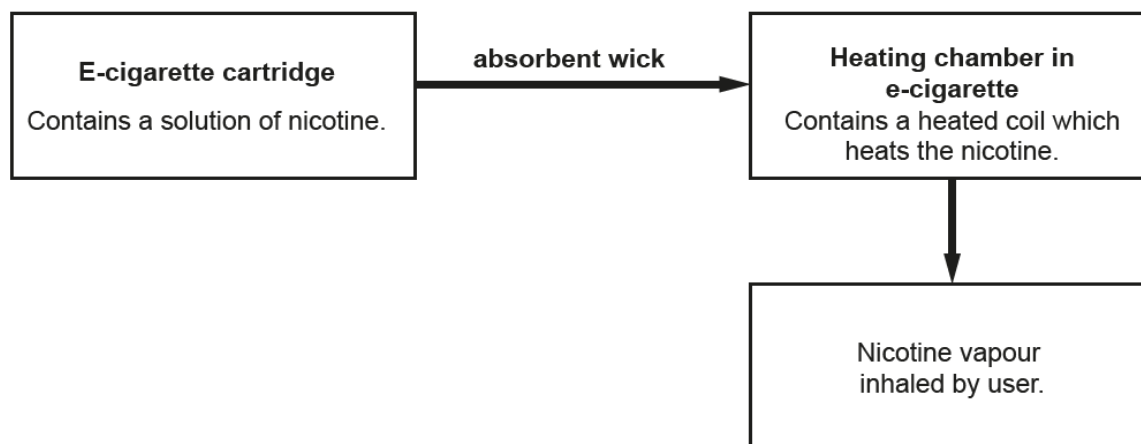 E-cigarette cartridge
Contains a solution of nicotine.
absorbent wick
Heating chamber in
e-cigarette
Contains a heated coil which
heats the nicotine.
Nicotine vapour
inhaled by user.